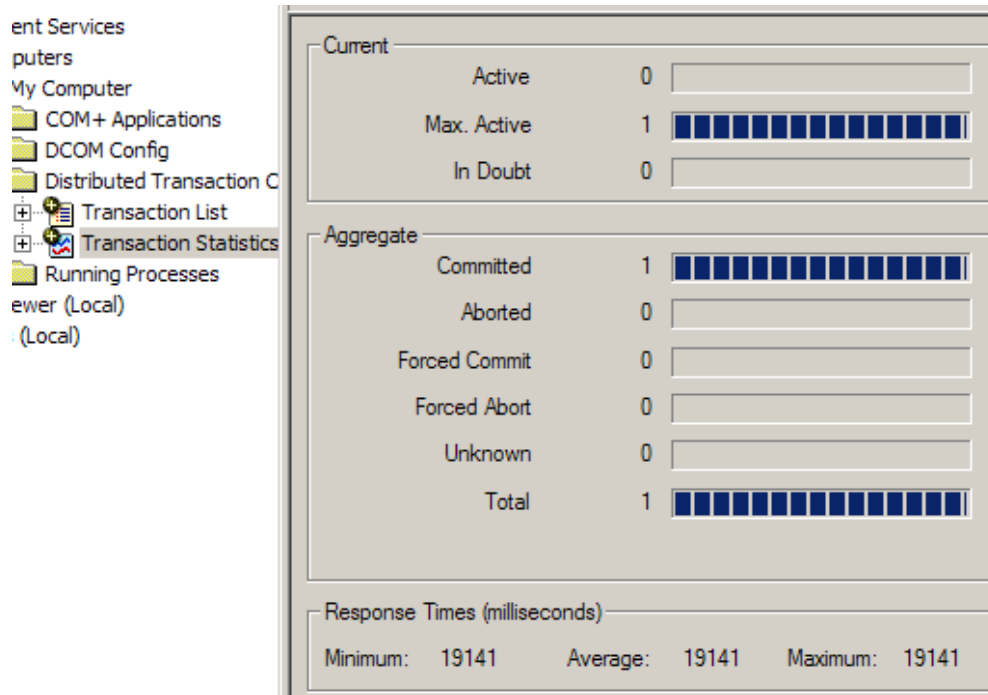 ent Services
puters
My Computer
COM+ Applications
DCOM Config
Distributed Transaction C
Transaction List
Transaction Statistics
Running Processes
ewer (Local)
(Local)
Current
Active 0
Max. Active 1
In Doubt 0
Aggregate
Committed 1
Aborted 0
Forced Commit 0
Forced Abort 0
Unknown 0
Total 1
Response Times (milliseconds)
Minimum: 19141 Average: 19141 Maximum: 19141